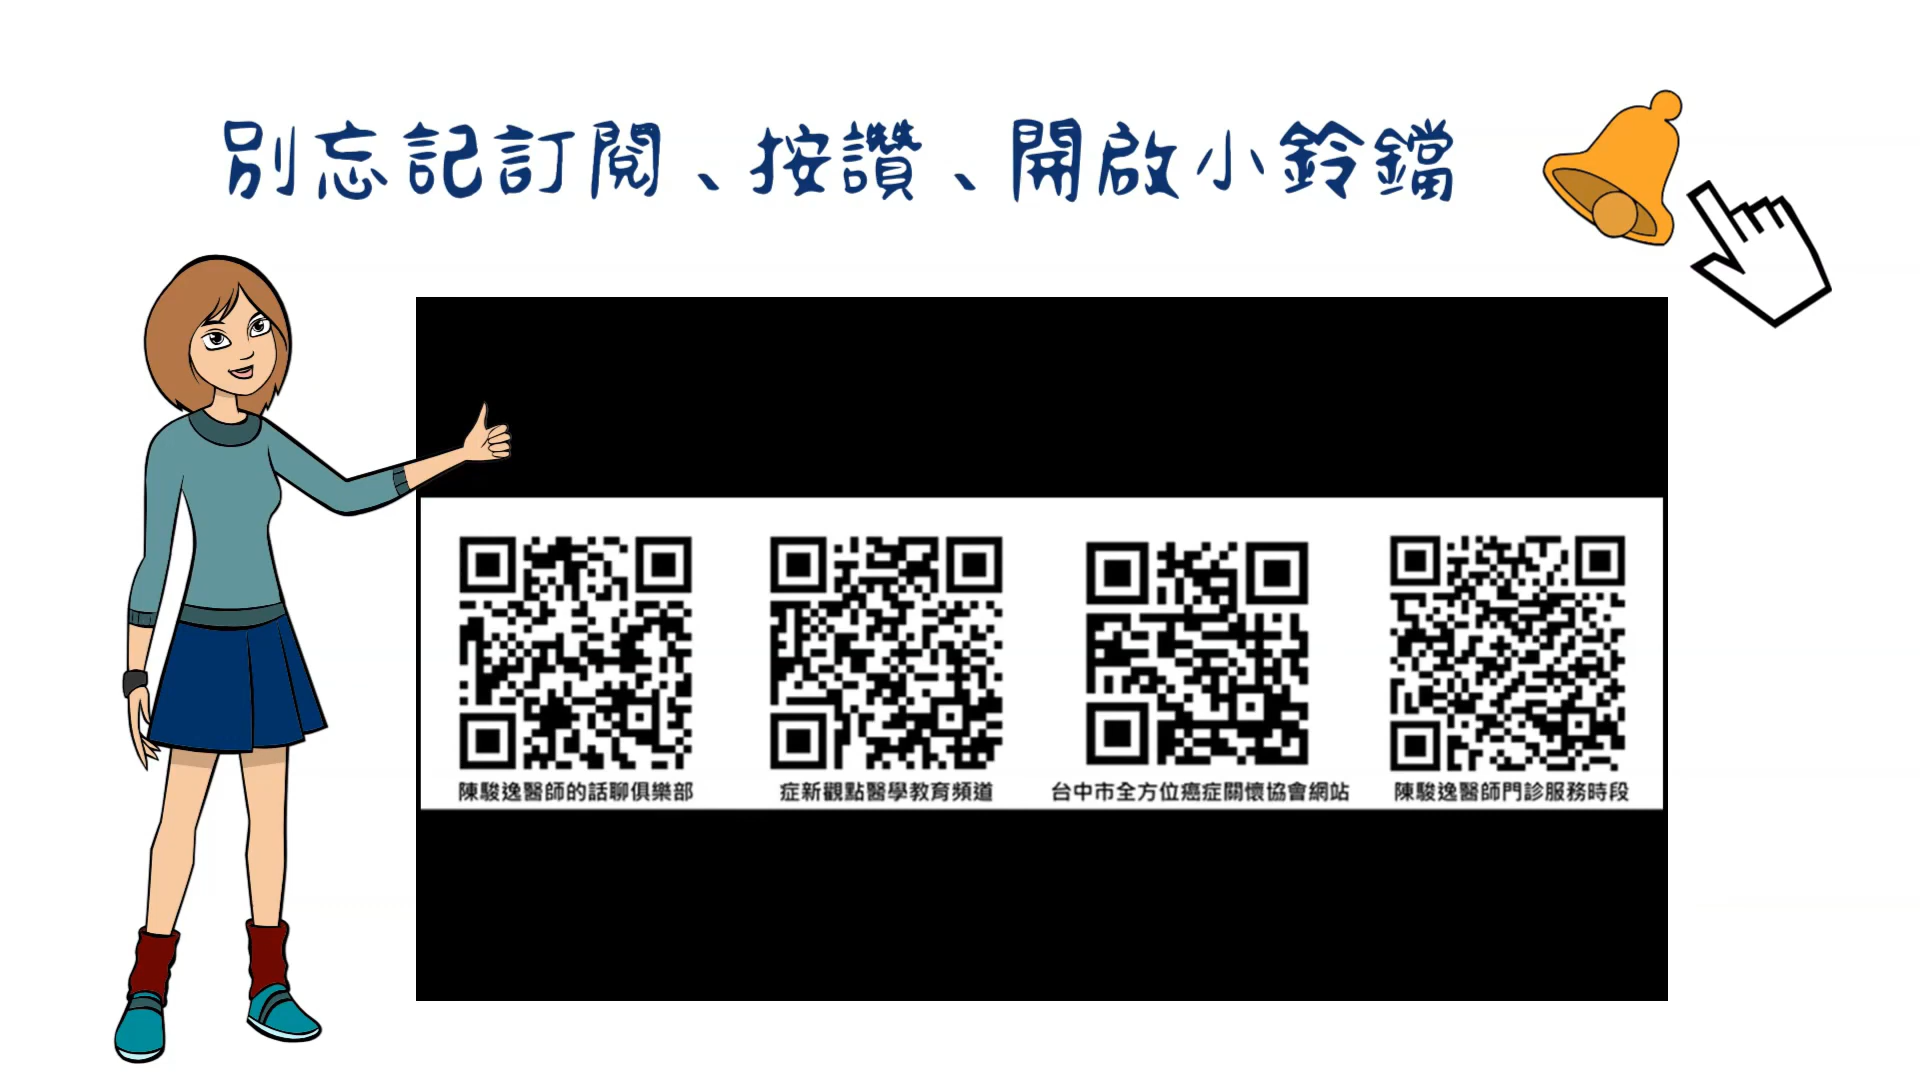 別忘記訂閱、按讚、開啟小鈴鐺
陳駿逸醫師的話聊俱樂部
症新觀點醫學教育頻道
台中市全方位癌症關懷協會網站
陳駿逸醫師門診服務時段